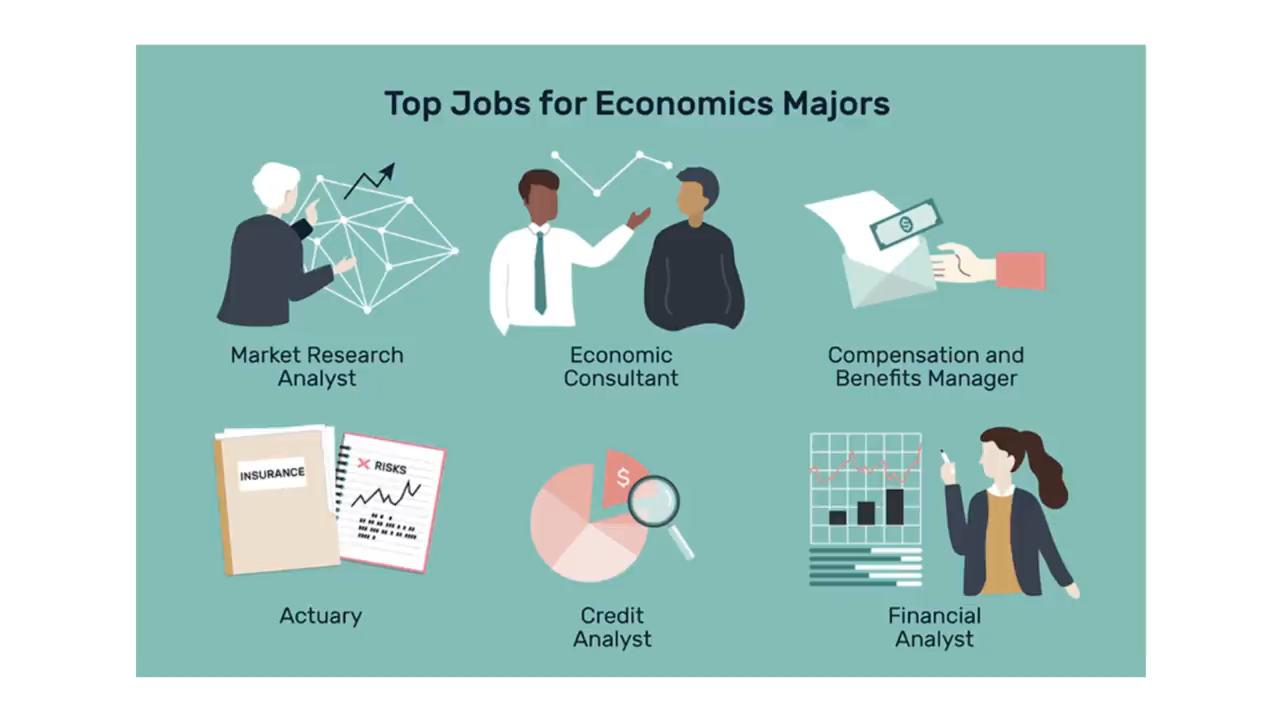 Top Jobs for Economics Majors
$
Market Research
Analyst
Economic
Consultant
Compensation and
Benefits Manager
INSURANCE
X RISKS
$
Actuary
Credit
Analyst
Financial
Analyst